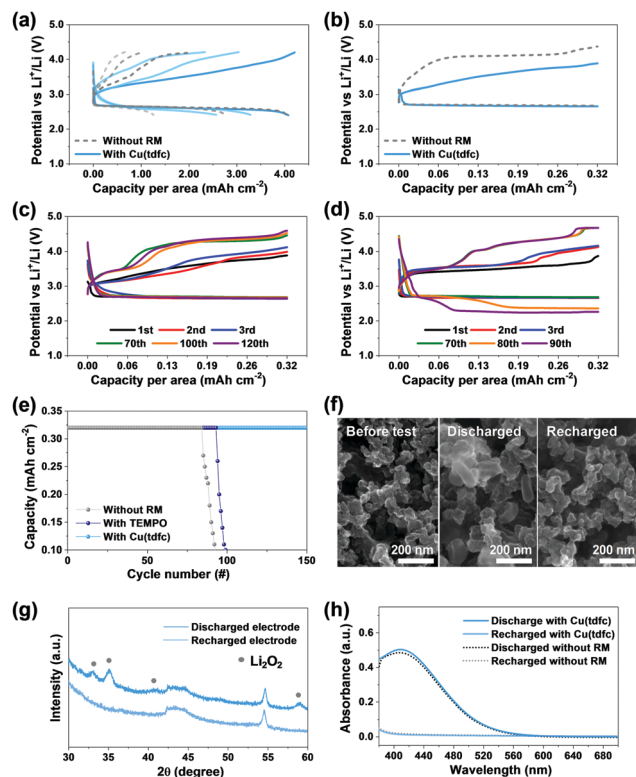 (a)
Potential vs Li⁺/Li (V)
5.0
4.0
3.0
2.0
1.0
Without RM
With Cu(tdfc)
0.00 1.00 2.00 3.00 4.00
Capacity per area (mAh cm⁻²)
(b)
Potential vs Li⁺/Li (V)
5.0
4.0
3.0
2.0
1.0
Without RM
With Cu(tdfc)
0.00 0.06 0.13 0.19 0.26 0.32
Capacity per area (mAh cm⁻²)
(c)
Potential vs Li⁺/Li (V)
5.0
4.0
3.0
2.0
1.0
1st 2nd 3rd
70th 100th 120th
0.00 0.06 0.13 0.19 0.26 0.32
Capacity per area (mAh cm⁻²)
(d)
Potential vs Li⁺/Li (V)
5.0
4.0
3.0
2.0
1.0
1st 2nd 3rd
70th 80th 90th
0.00 0.06 0.13 0.19 0.26 0.32
Capacity per area (mAh cm⁻²)
(e)
Capacity (mAh cm⁻²)
0.35
0.30
0.25
0.20
0.15
0.10
Without RM
With TEMPO
With Cu(tdfc)
0 50 100 150
Cycle number (#)
(f)
Before test Discharged Recharged
200 nm 200 nm 200 nm
(g)
Intensity (a.u.)
Discharged electrode
Recharged electrode
Li₂O₂
30 35 40 45 50 55 60
2θ (degree)
(h)
Absorbance (a.u.)
0.6
0.4
0.2
0.0
Discharge with Cu(tdfc)
Recharged with Cu(tdfc)
Discharged without RM
Recharged without RM
400 440 480 520 560 600 640 680
Wavelength (nm)